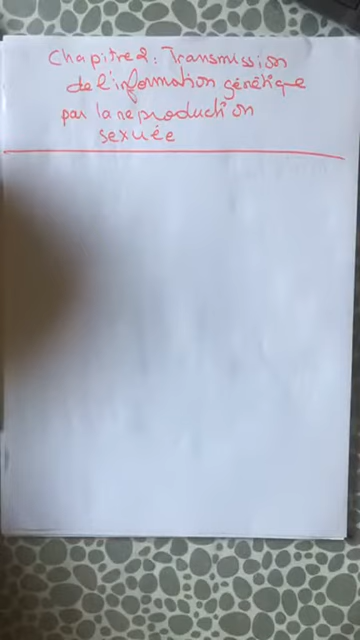 Chapitre 2: Transmission
de l'information génétique
par la reproduction
sexuée